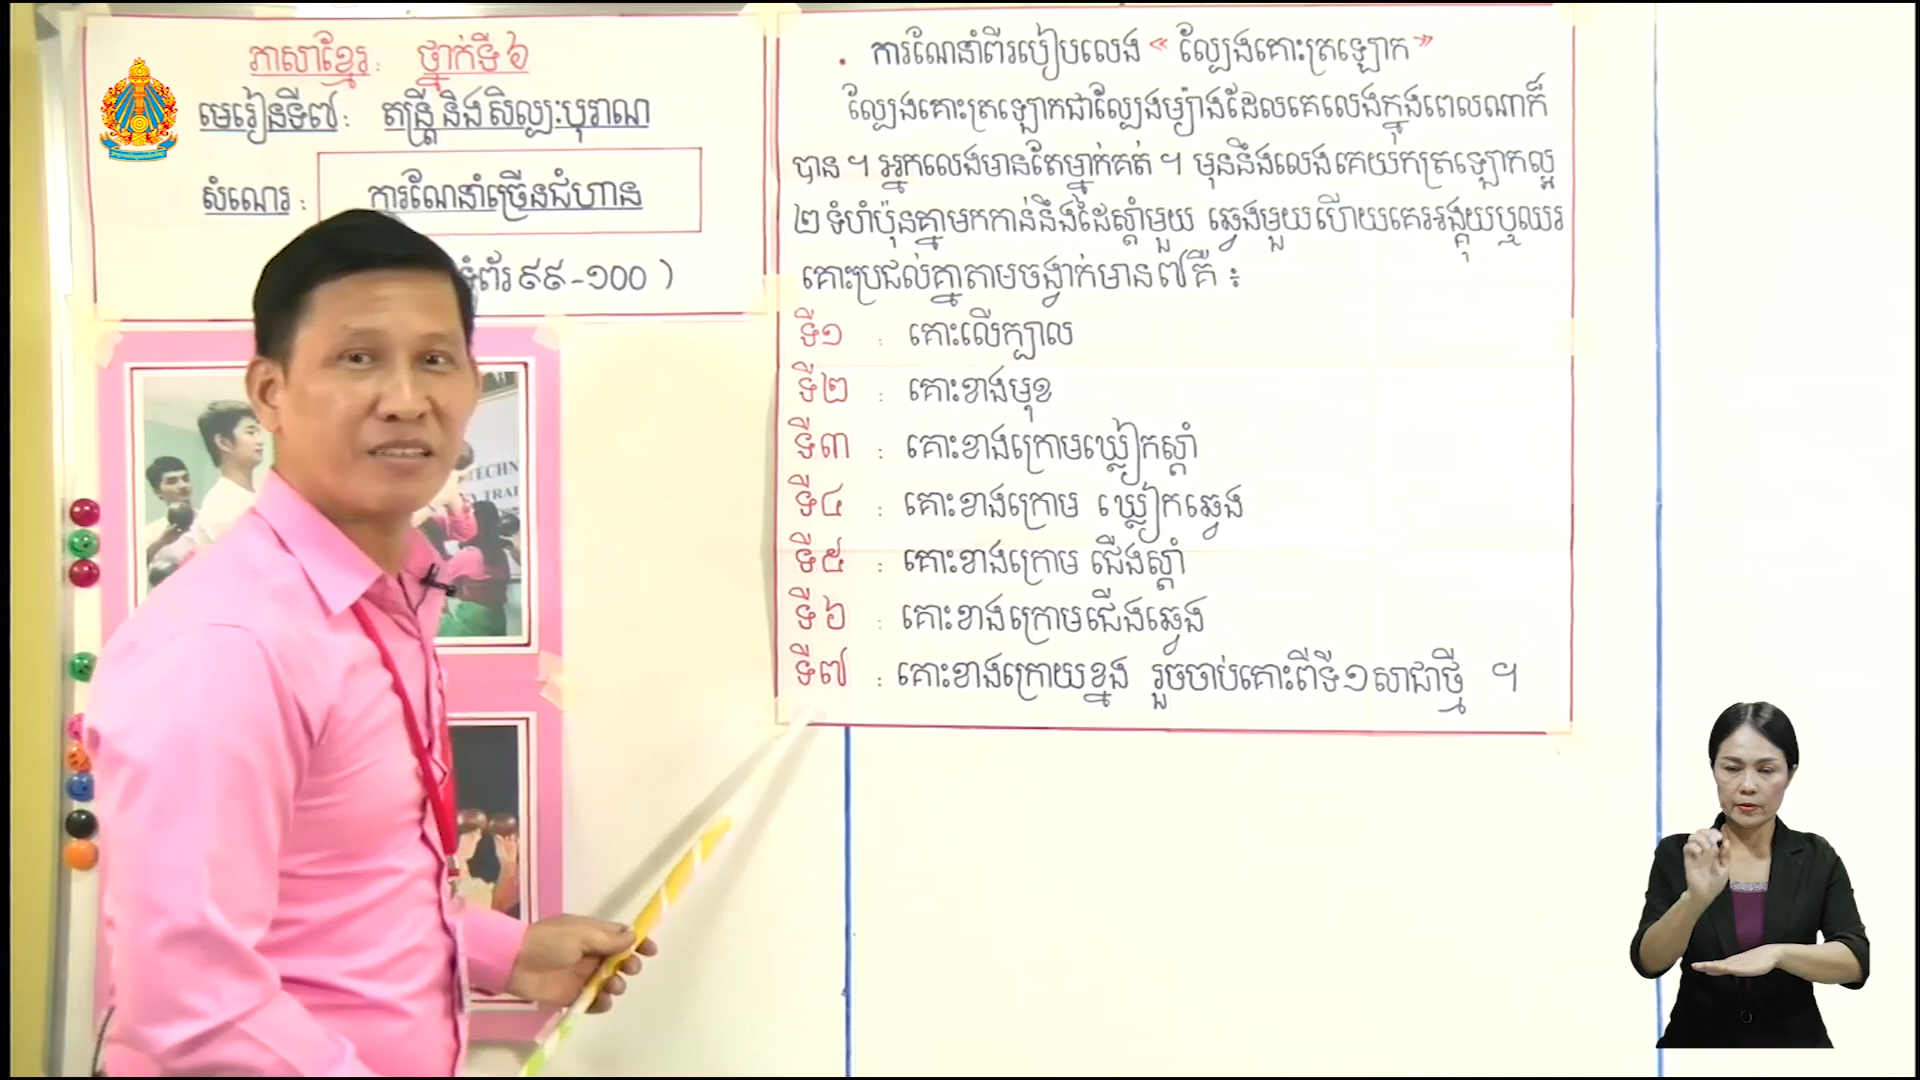 ភាសាខ្មែរ: ថ្នាក់ទី៦
មេរៀនទី៧: តន្ត្រី និងសិល្បៈបុរាណ
សំណេរ: ការណែនាំច្រើនជំហាន
ទំព័រ ៩៩-១០០ )
TECHN
TRAI
. ការណែនាំពីរបៀបលេង « ល្បែងគោះត្រឡោក »
ល្បែងគោះត្រឡោកជាល្បែងម្យ៉ាងដែលគេលេងក្នុងពេលណាក៏
បាន ។ អ្នកលេងមានតែម្នាក់គត់ ។ មុននឹងលេងគេយកត្រឡោកល្អ
២ ទំហំប៉ុនគ្នាមកកាន់នឹងដៃស្តាំមួយ ឆ្វេងមួយហើយគេអង្គុយឬឈរ
គោះប្រជល់គ្នាតាមចង្វាក់មាន៧គឺ ៖
ទី១ : គោះលើក្បាល
ទី២ : គោះខាងមុខ
ទី៣ : គោះខាងក្រោមឃ្លៀកស្តាំ
ទី៤ : គោះខាងក្រោម ឃ្លៀកឆ្វេង
ទី៥ : គោះខាងក្រោម ជើងស្តាំ
ទី៦ : គោះខាងក្រោមជើងឆ្វេង
ទី៧ : គោះខាងក្រោយខ្នង រួចចាប់គោះពីទី១សាជាថ្មី ។